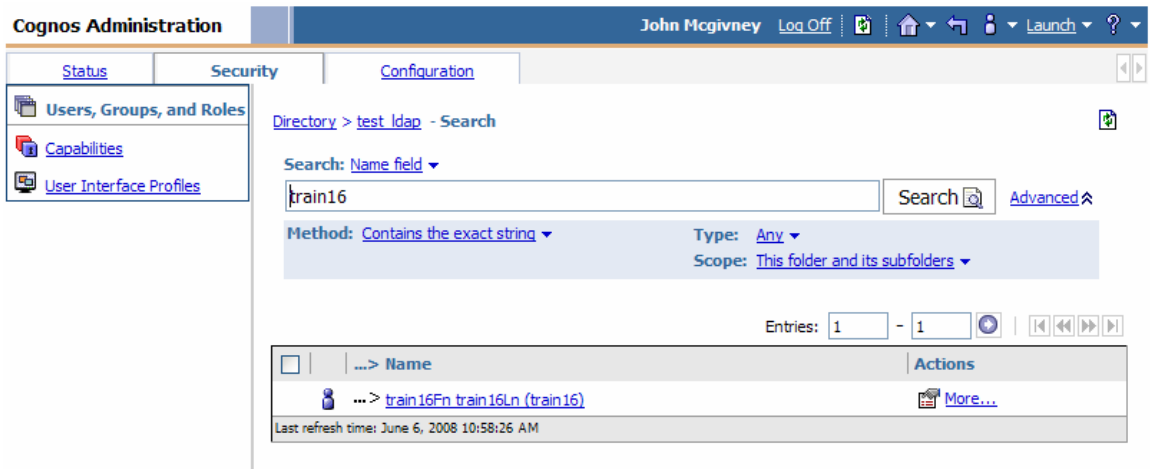 Cognos Administration
John Mcgivney Log Off Launch ?
Status Security Configuration
Users, Groups, and Roles
Capabilities
User Interface Profiles
Directory > test_ldap - Search
Search: Name field
train16
Search
Advanced
Method: Contains the exact string
Type: Any
Scope: This folder and its subfolders
Entries: 1 - 1
...> Name Actions
...> train16Fn train16Ln (train16) More...
Last refresh time: June 6, 2008 10:58:26 AM